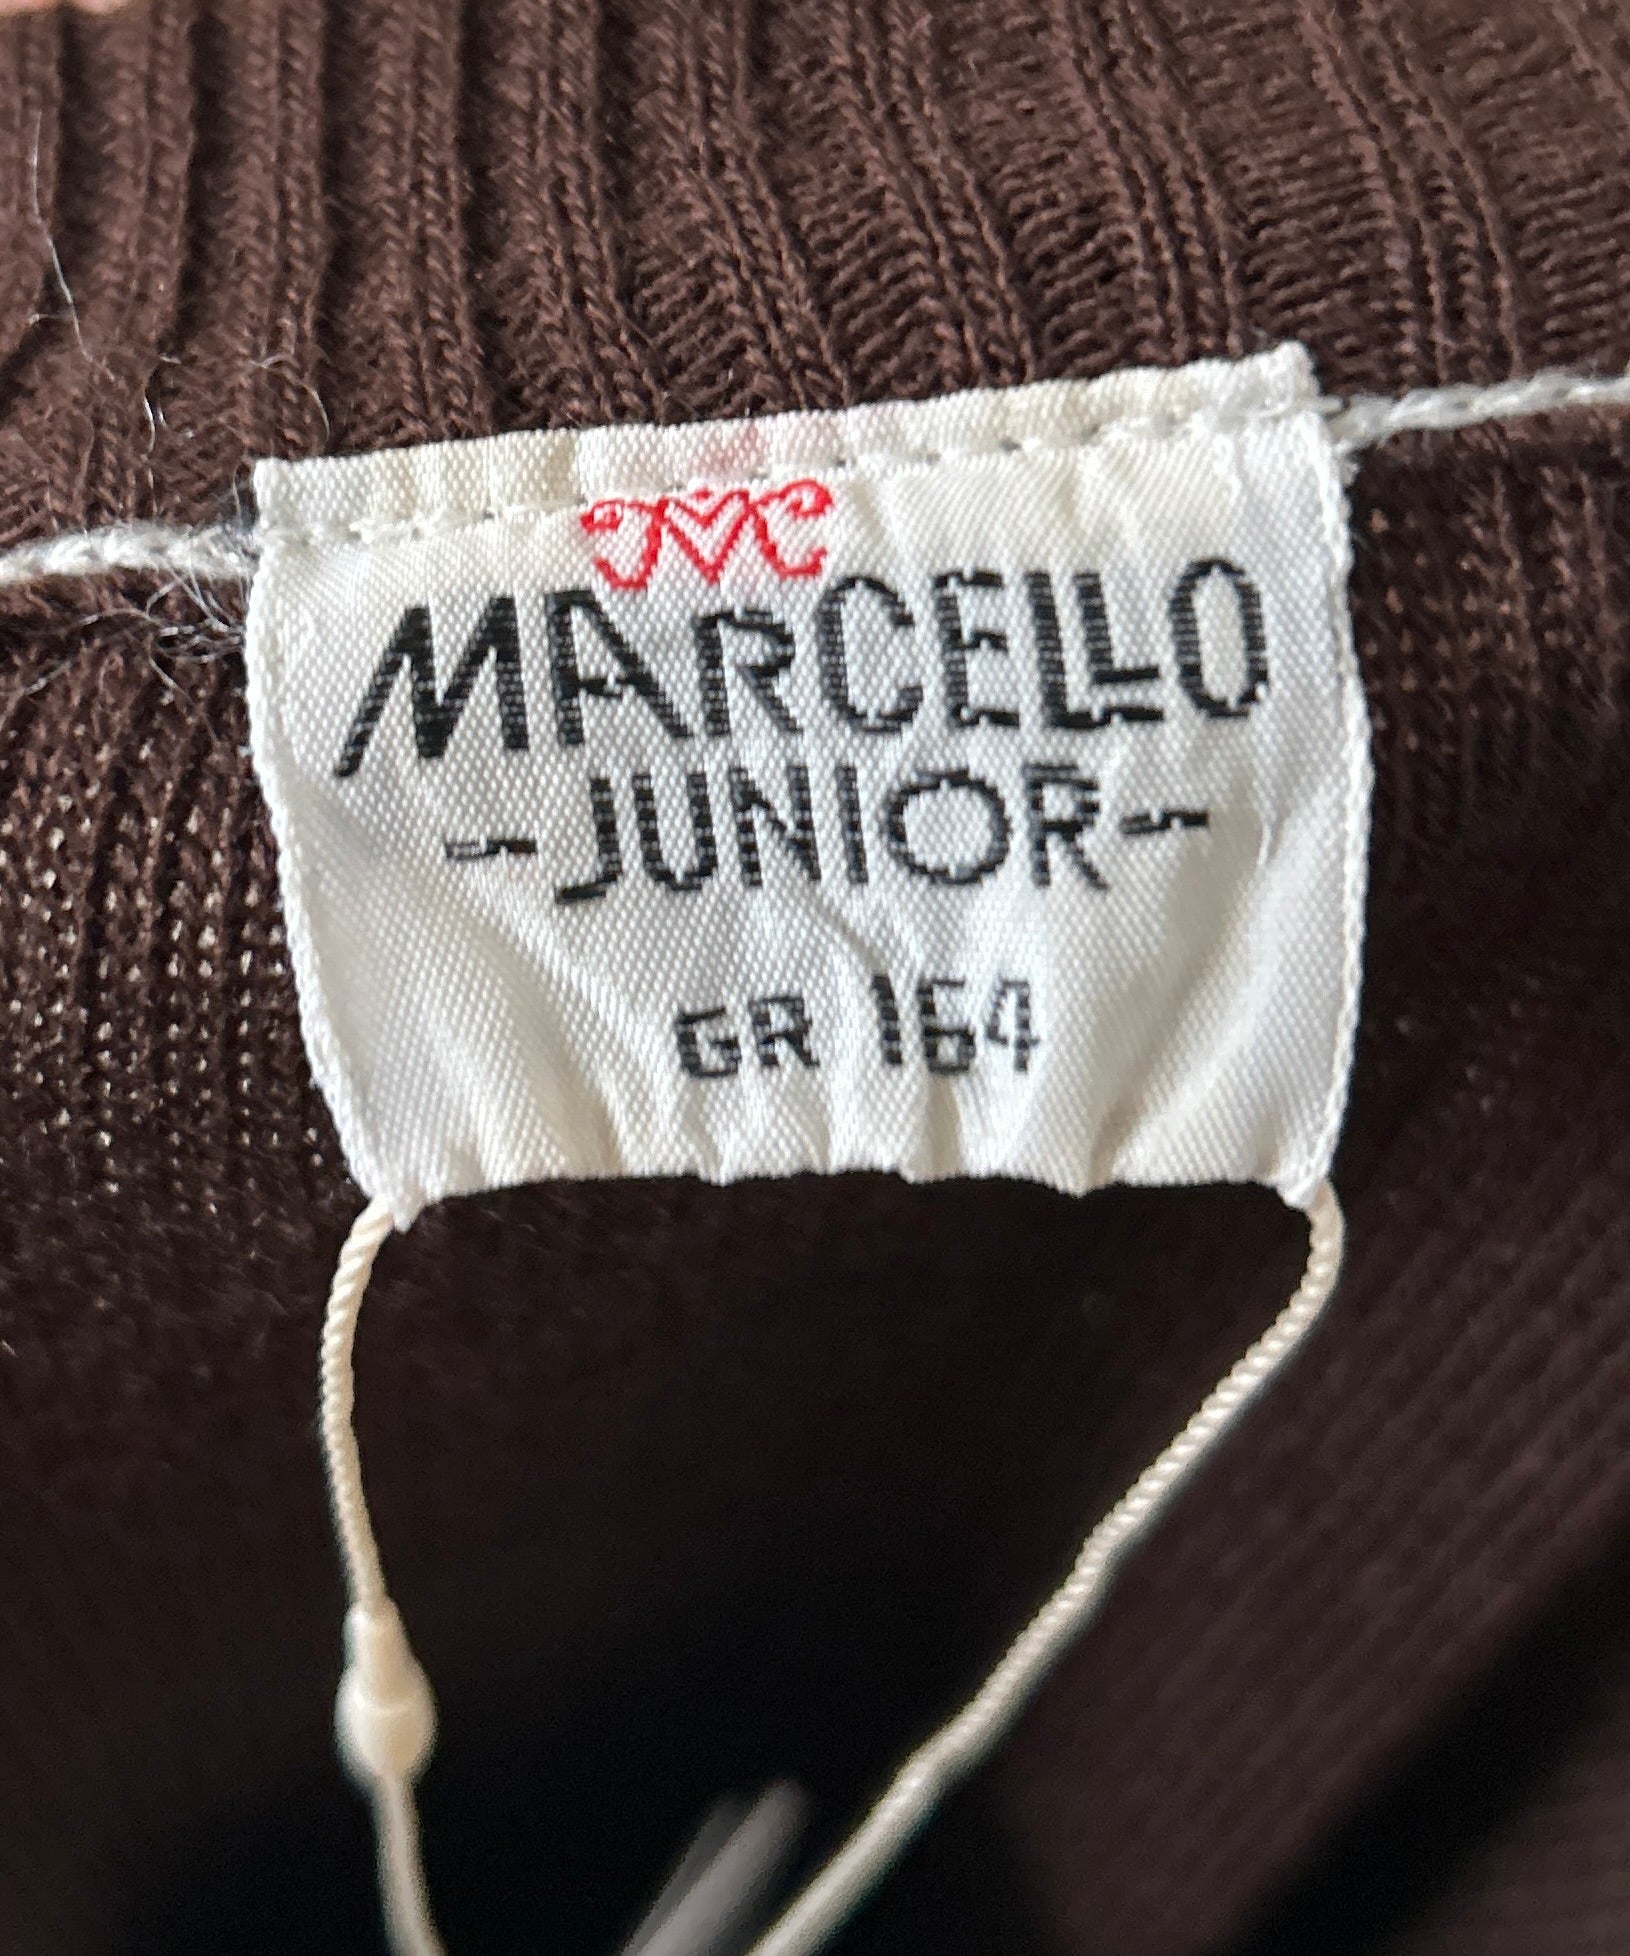 MARCELLO
-JUNIOR-
GR 164